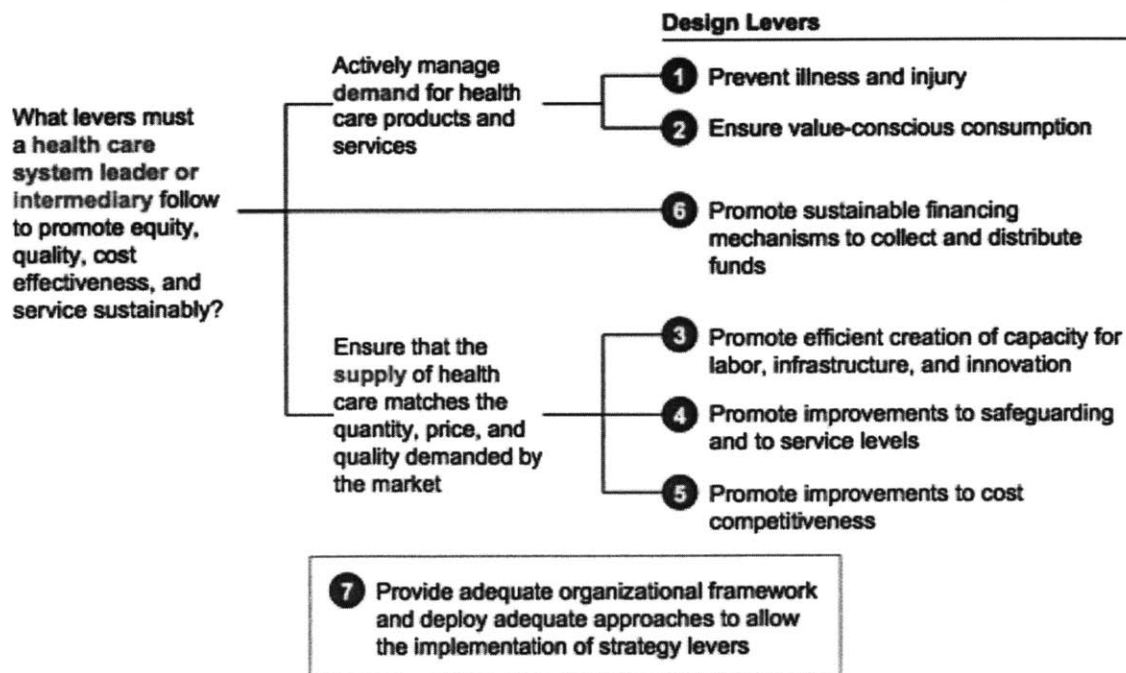 Design Levers
What levers must
a health care
system leader or
intermediary follow
to promote equity,
quality, cost
effectiveness, and
service sustainably?
Actively manage
demand for health
care products and
services
1 Prevent illness and injury
2 Ensure value-conscious consumption
6 Promote sustainable financing
mechanisms to collect and distribute
funds
Ensure that the
supply of health
care matches the
quantity, price, and
quality demanded by
the market
3 Promote efficient creation of capacity for
labor, infrastructure, and innovation
4 Promote improvements to safeguarding
and to service levels
5 Promote improvements to cost
competitiveness
7 Provide adequate organizational framework
and deploy adequate approaches to allow
the implementation of strategy levers